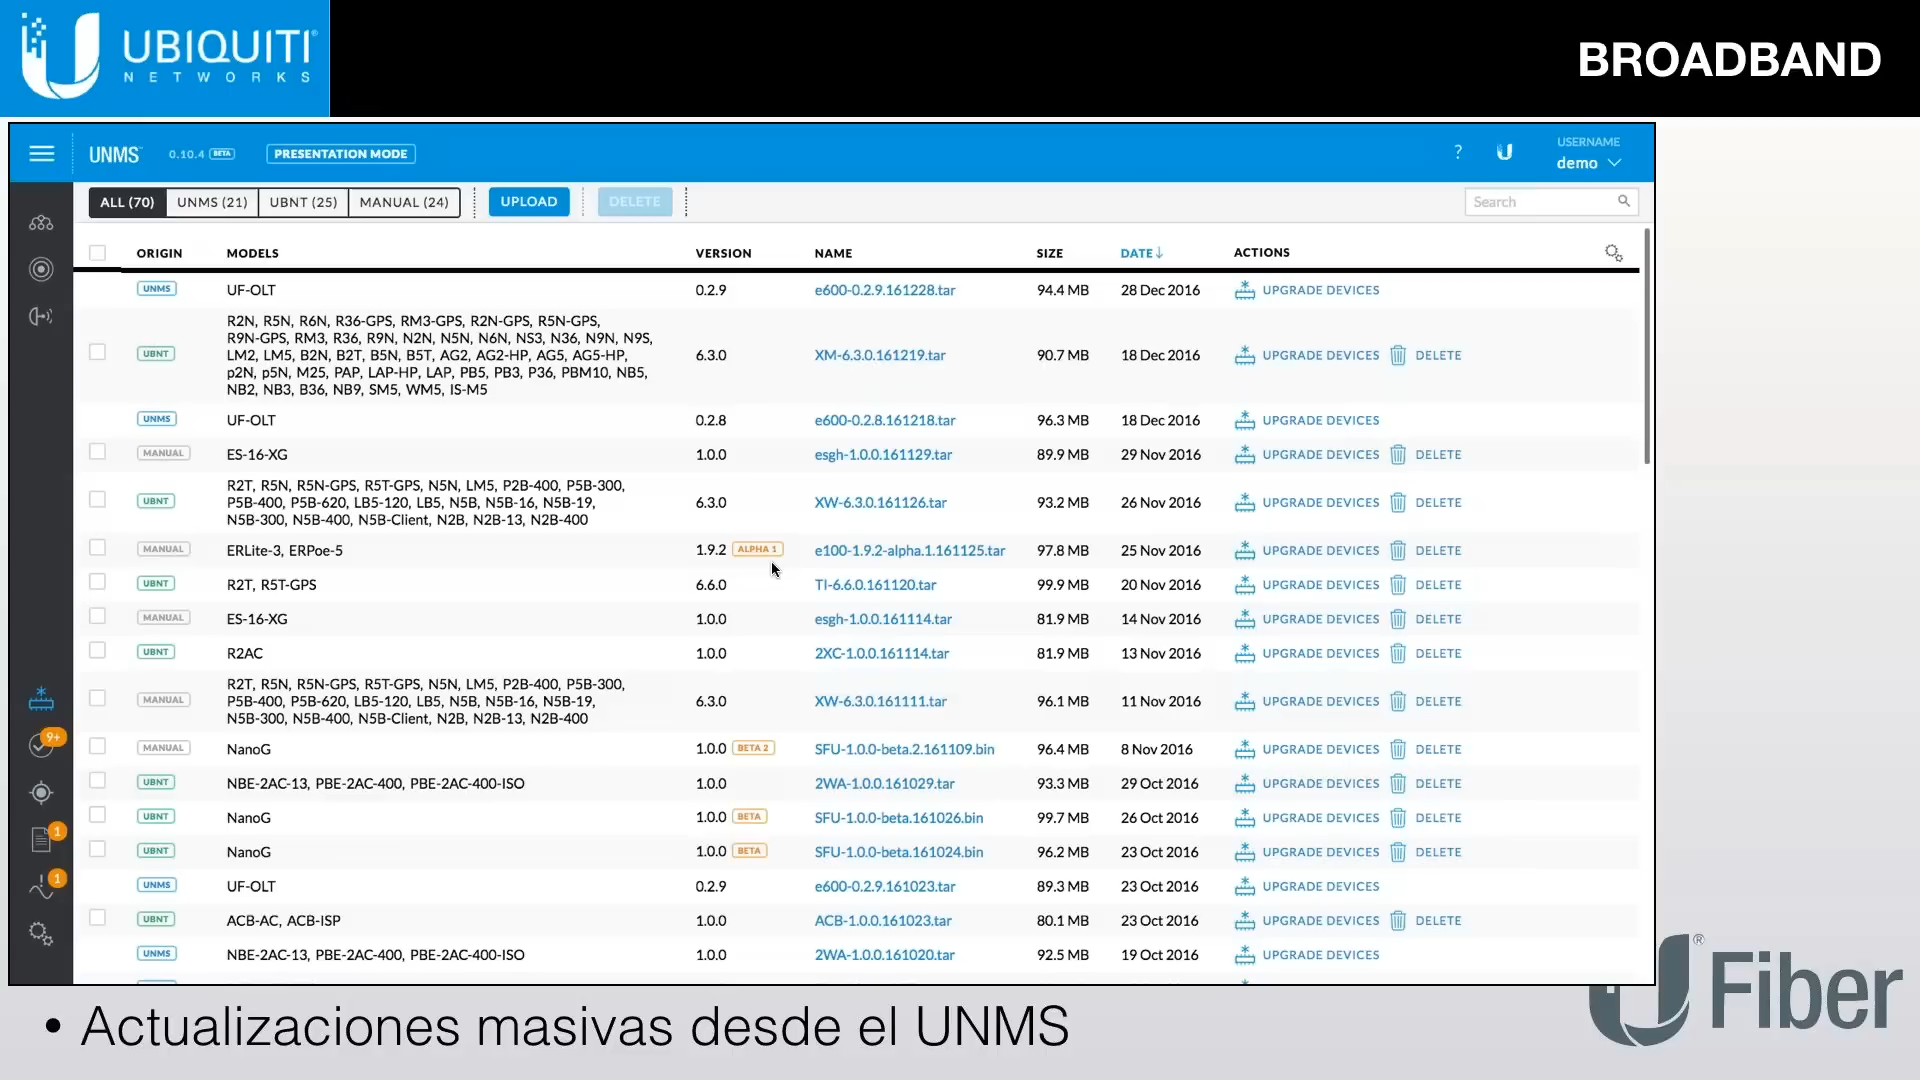 UBIQUITI®
NETWORKS
BROADBAND
UNMS™ 0.10.4 BETA PRESENTATION MODE ? USERNAME
demo
ALL (70) UNMS (21) UBNT (25) MANUAL (24) UPLOAD DELETE Search
ORIGIN MODELS VERSION NAME SIZE DATE↓ ACTIONS
UNMS UF-OLT 0.2.9 e600-0.2.9.161228.tar 94.4 MB 28 Dec 2016 UPGRADE DEVICES
R2N, R5N, R6N, R36-GPS, RM3-GPS, R2N-GPS, R5N-GPS,
R9N-GPS, RM3, R36, R9N, N2N, N5N, N6N, NS3, N36, N9N, N9S,
UBNT LM2, LM5, B2N, B2T, B5N, B5T, AG2, AG2-HP, AG5, AG5-HP, 6.3.0 XM-6.3.0.161219.tar 90.7 MB 18 Dec 2016 UPGRADE DEVICES DELETE
p2N, p5N, M25, PAP, LAP-HP, LAP, PB5, PB3, P36, PBM10, NB5,
NB2, NB3, B36, NB9, SM5, WM5, IS-M5
UNMS UF-OLT 0.2.8 e600-0.2.8.161218.tar 96.3 MB 18 Dec 2016 UPGRADE DEVICES
MANUAL ES-16-XG 1.0.0 esgh-1.0.0.161129.tar 89.9 MB 29 Nov 2016 UPGRADE DEVICES DELETE
R2T, R5N, R5N-GPS, R5T-GPS, N5N, LM5, P2B-400, P5B-300,
UBNT P5B-400, P5B-620, LB5-120, LB5, N5B, N5B-16, N5B-19, 6.3.0 XW-6.3.0.161126.tar 93.2 MB 26 Nov 2016 UPGRADE DEVICES DELETE
N5B-300, N5B-400, N5B-Client, N2B, N2B-13, N2B-400
MANUAL ERLite-3, ERPoe-5 1.9.2 ALPHA 1 e100-1.9.2-alpha.1.161125.tar 97.8 MB 25 Nov 2016 UPGRADE DEVICES DELETE
UBNT R2T, R5T-GPS 6.6.0 TI-6.6.0.161120.tar 99.9 MB 20 Nov 2016 UPGRADE DEVICES DELETE
MANUAL ES-16-XG 1.0.0 esgh-1.0.0.161114.tar 81.9 MB 14 Nov 2016 UPGRADE DEVICES DELETE
UBNT R2AC 1.0.0 2XC-1.0.0.161114.tar 81.9 MB 13 Nov 2016 UPGRADE DEVICES DELETE
R2T, R5N, R5N-GPS, R5T-GPS, N5N, LM5, P2B-400, P5B-300,
MANUAL P5B-400, P5B-620, LB5-120, LB5, N5B, N5B-16, N5B-19, 6.3.0 XW-6.3.0.161111.tar 96.1 MB 11 Nov 2016 UPGRADE DEVICES DELETE
N5B-300, N5B-400, N5B-Client, N2B, N2B-13, N2B-400
9+ MANUAL NanoG 1.0.0 BETA 2 SFU-1.0.0-beta.2.161109.bin 96.4 MB 8 Nov 2016 UPGRADE DEVICES DELETE
UBNT NBE-2AC-13, PBE-2AC-400, PBE-2AC-400-ISO 1.0.0 2WA-1.0.0.161029.tar 93.3 MB 29 Oct 2016 UPGRADE DEVICES DELETE
1 UBNT NanoG 1.0.0 BETA SFU-1.0.0-beta.161026.bin 99.7 MB 26 Oct 2016 UPGRADE DEVICES DELETE
UBNT NanoG 1.0.0 BETA SFU-1.0.0-beta.161024.bin 96.2 MB 23 Oct 2016 UPGRADE DEVICES DELETE
1 UNMS UF-OLT 0.2.9 e600-0.2.9.161023.tar 89.3 MB 23 Oct 2016 UPGRADE DEVICES
UBNT ACB-AC, ACB-ISP 1.0.0 ACB-1.0.0.161023.tar 80.1 MB 23 Oct 2016 UPGRADE DEVICES DELETE
UNMS NBE-2AC-13, PBE-2AC-400, PBE-2AC-400-ISO 1.0.0 2WA-1.0.0.161020.tar 92.5 MB 19 Oct 2016 UPGRADE DEVICES
® Fiber
• Actualizaciones masivas desde el UNMS